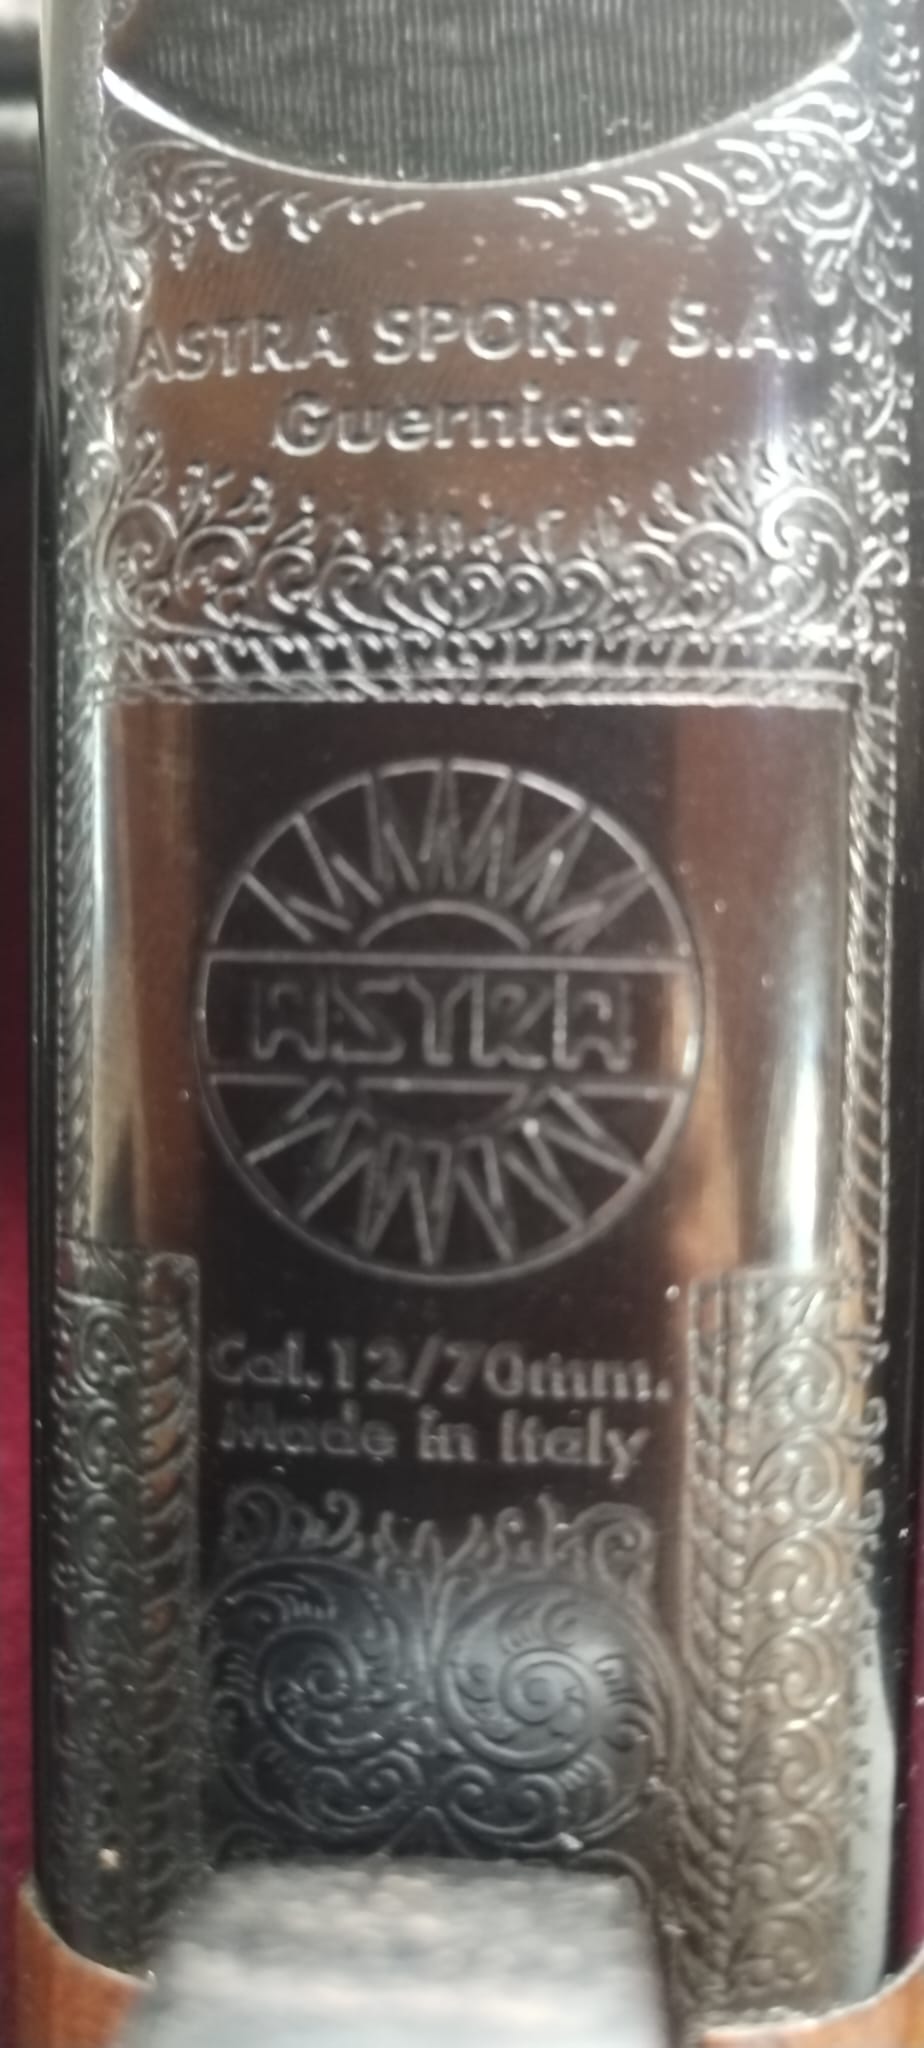 ASTRA SPORT, S.A.
Guernica
ASTRA
Cal.12/70mm.
Made in Italy